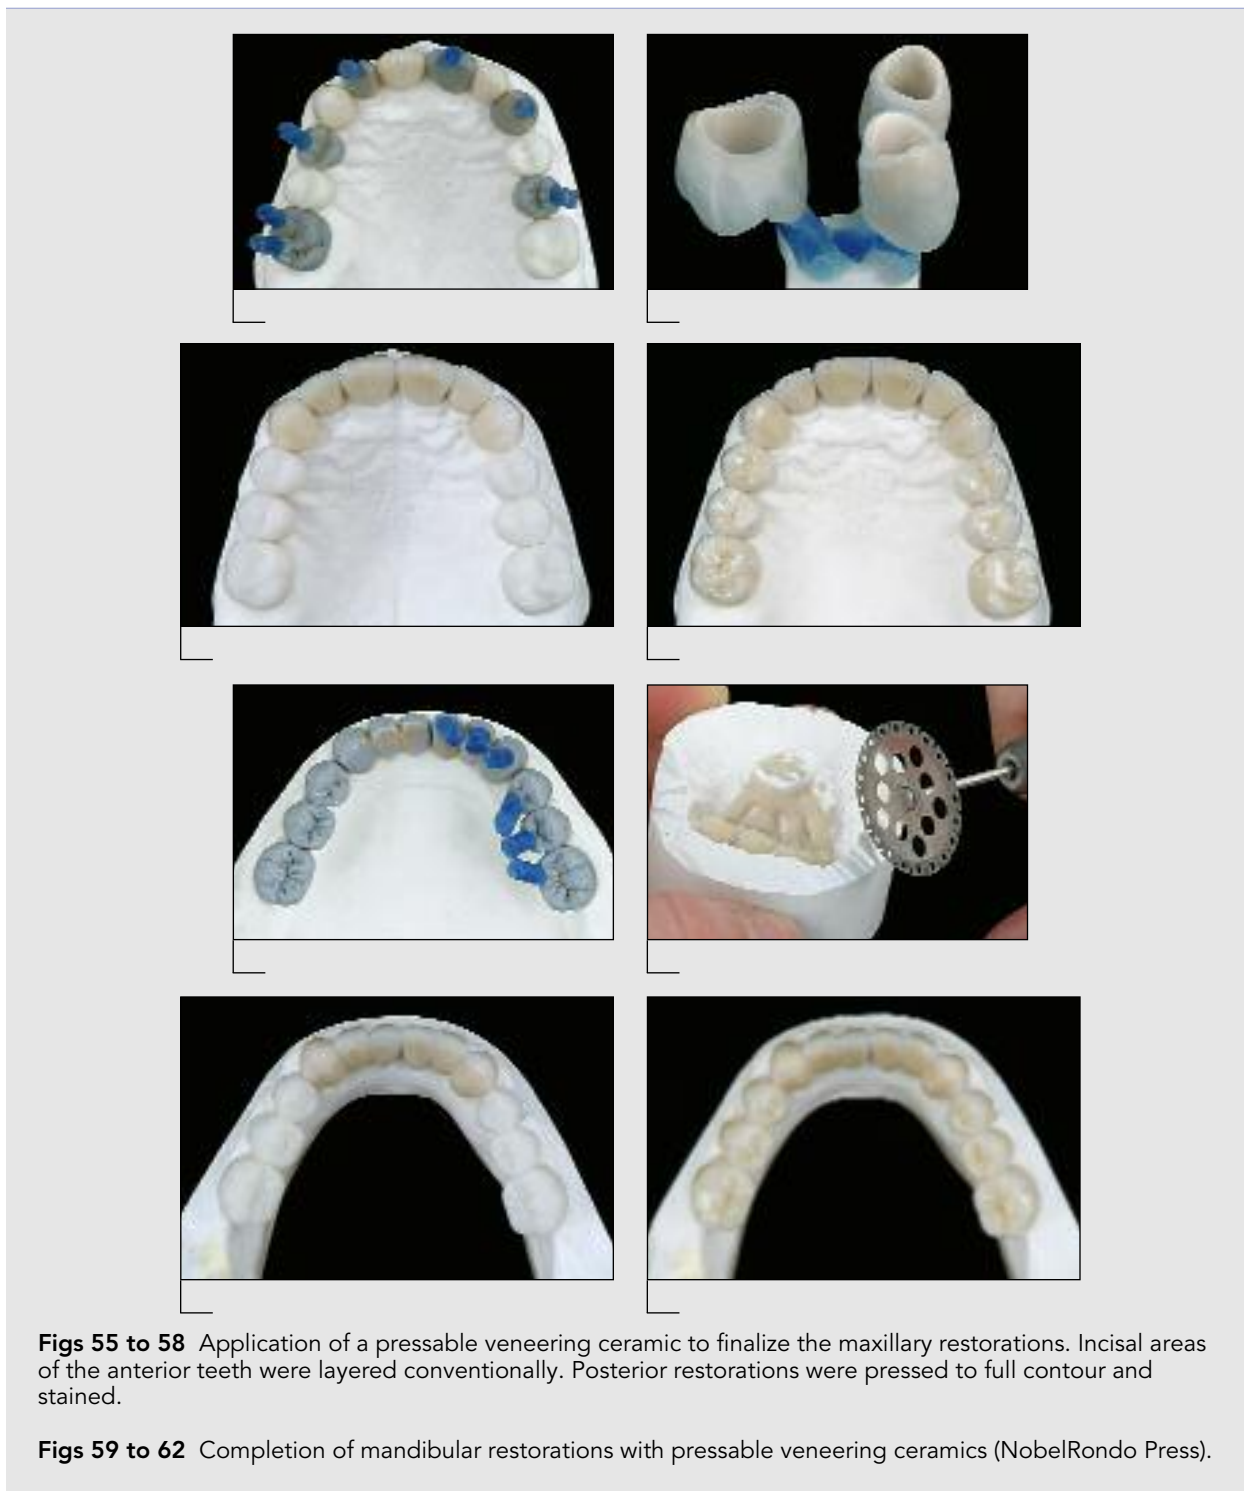 Figs 55 to 58 Application of a pressable veneering ceramic to finalize the maxillary restorations. Incisal areas
of the anterior teeth were layered conventionally. Posterior restorations were pressed to full contour and
stained.
Figs 59 to 62 Completion of mandibular restorations with pressable veneering ceramics (NobelRondo Press).